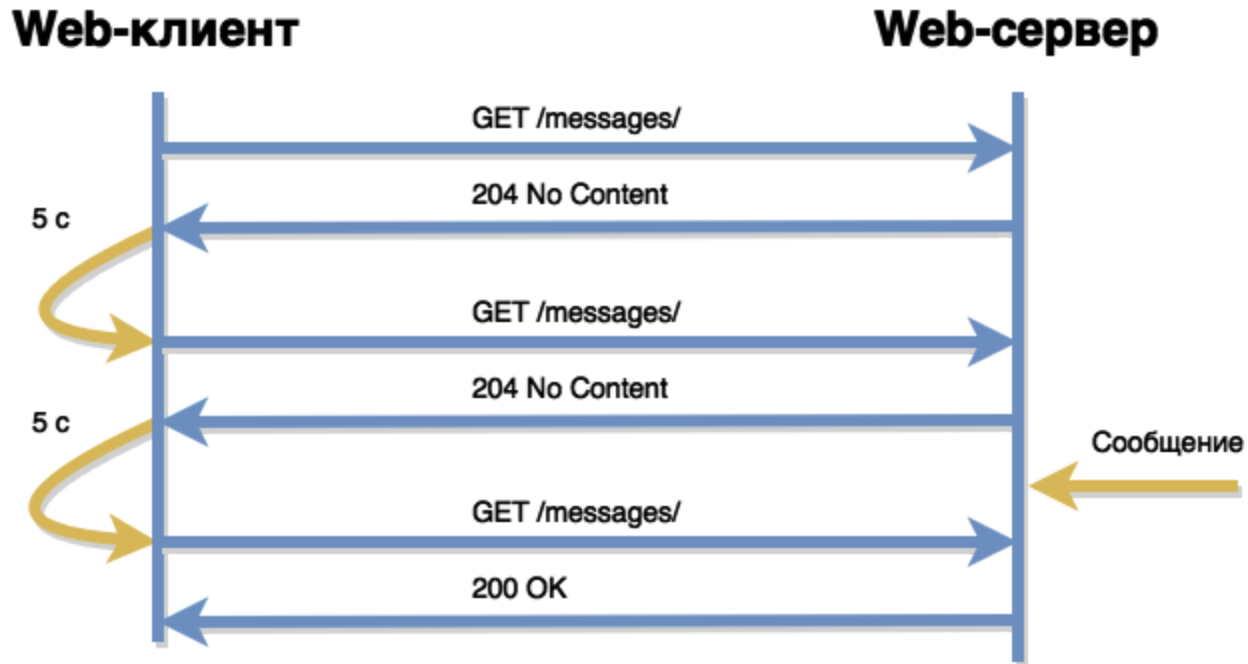 Web-клиент
Web-сервер
GET /messages/
204 No Content
5 с
GET /messages/
204 No Content
5 с
Сообщение
GET /messages/
200 OK